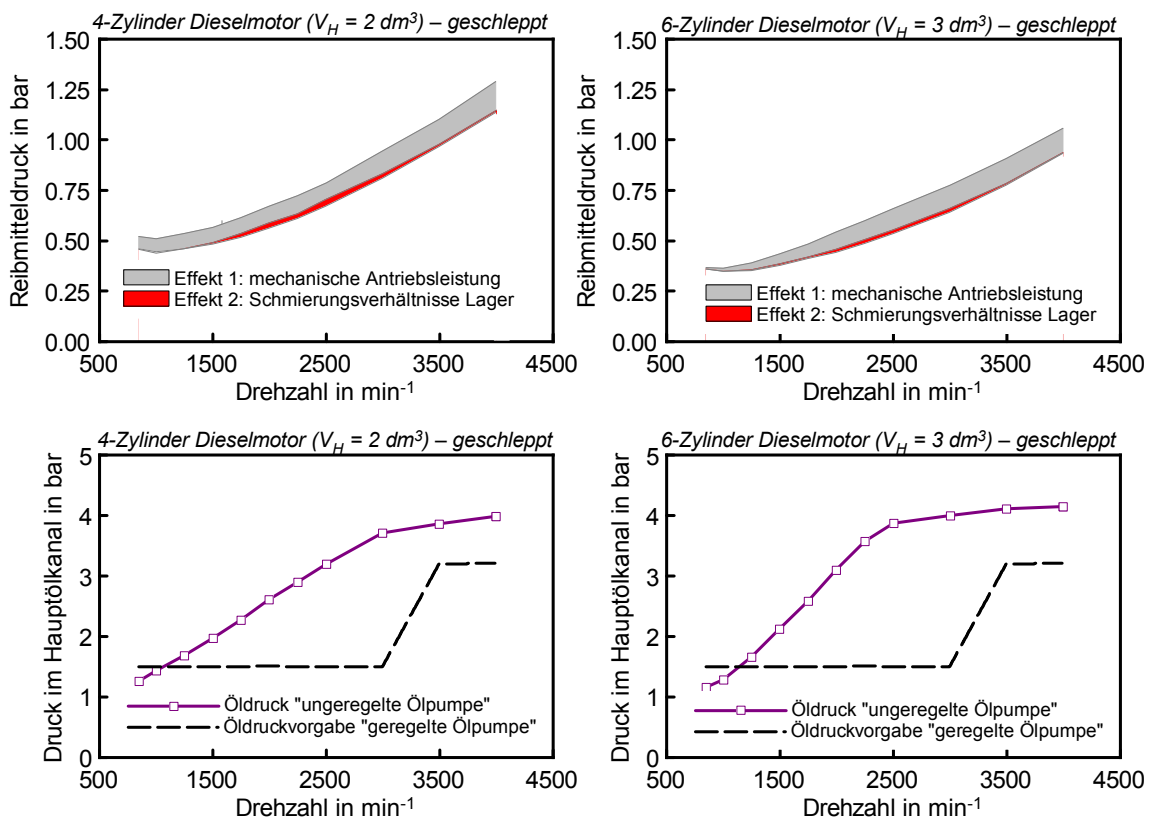 4-Zylinder Dieselmotor (V_H = 2 dm³) – geschleppt
1.50
1.25
1.00
0.75
0.50
0.25
0.00
Reibmitteldruck in bar
Effekt 1: mechanische Antriebsleistung
Effekt 2: Schmierungsverhältnisse Lager
500 1500 2500 3500 4500
Drehzahl in min⁻¹
6-Zylinder Dieselmotor (V_H = 3 dm³) – geschleppt
1.50
1.25
1.00
0.75
0.50
0.25
0.00
Reibmitteldruck in bar
Effekt 1: mechanische Antriebsleistung
Effekt 2: Schmierungsverhältnisse Lager
500 1500 2500 3500 4500
Drehzahl in min⁻¹
4-Zylinder Dieselmotor (V_H = 2 dm³) – geschleppt
5
4
3
2
1
0
Druck im Hauptölkanal in bar
Öldruck "ungeregelte Ölpumpe"
Öldruckvorgabe "geregelte Ölpumpe"
500 1500 2500 3500 4500
Drehzahl in min⁻¹
6-Zylinder Dieselmotor (V_H = 3 dm³) – geschleppt
5
4
3
2
1
0
Druck im Hauptölkanal in bar
Öldruck "ungeregelte Ölpumpe"
Öldruckvorgabe "geregelte Ölpumpe"
500 1500 2500 3500 4500
Drehzahl in min⁻¹